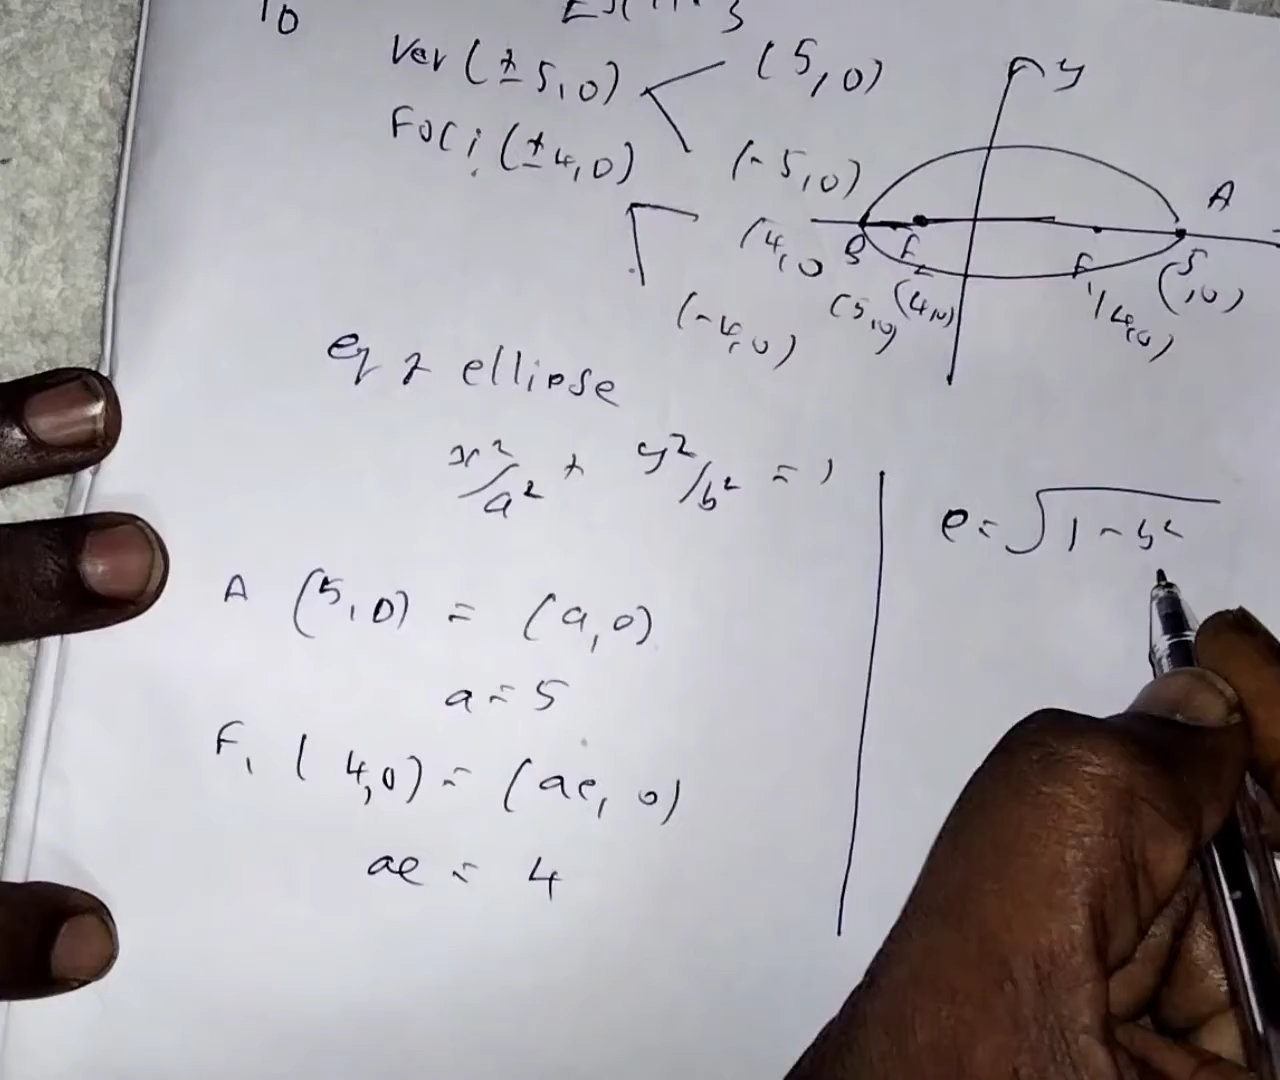 10
Ver (±5,0) (5,0)
(-5,0)
Foci (±4,0)
(4,0
(-4,0)
y
A
B F2 F1
(5,0) (4,0) (4,0) (5,0)
eq of ellipse
x²/a² + y²/b² = 1
A (5,0) = (a,0)
a = 5
F1 (4,0) = (ae, 0)
ae = 4
e = √1 - b²